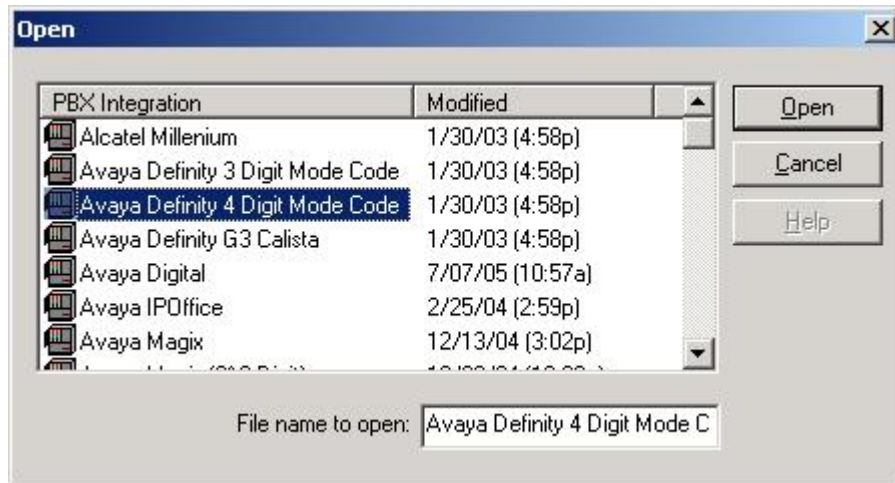 Open
PBX Integration Modified
Alcatel Millenium 1/30/03 (4:58p)
Avaya Definity 3 Digit Mode Code 1/30/03 (4:58p)
Avaya Definity 4 Digit Mode Code 1/30/03 (4:58p)
Avaya Definity G3 Calista 1/30/03 (4:58p)
Avaya Digital 7/07/05 (10:57a)
Avaya IPOffice 2/25/04 (2:59p)
Avaya Magix 12/13/04 (3:02p)
Open
Cancel
Help
File name to open: Avaya Definity 4 Digit Mode C